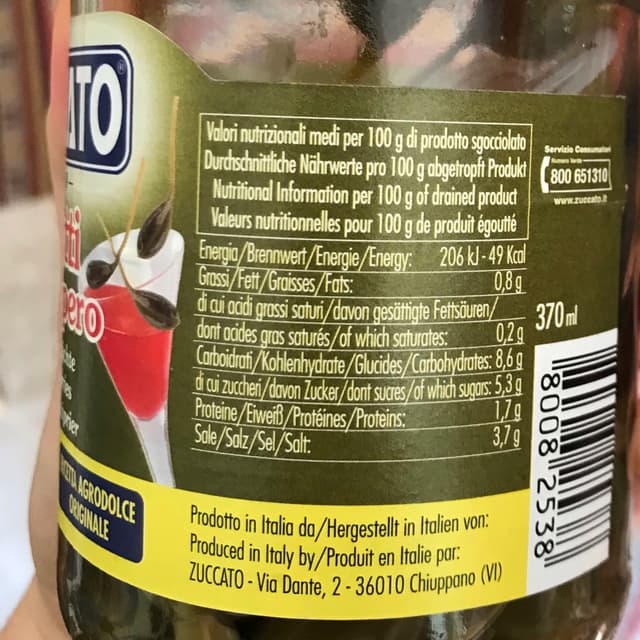 ATO®
Valori nutrizionali medi per 100 g di prodotto sgocciolato
Durchschnittliche Nährwerte pro 100 g abgetropft Produkt
Nutritional Information per 100 g of drained product
Valeurs nutritionnelles pour 100 g de produit égoutté
Servizio Consumatori
Numero Verde
800 651310
www.zuccato.it
Energia/Brennwert/Energie/Energy: 206 kJ - 49 Kcal
Grassi/Fett/Graisses/Fats: 0,8 g
di cui acidi grassi saturi/davon gesättigte Fettsäuren/
dont acides gras saturés/of which saturates: 0,2 g
Carboidrati/Kohlenhydrate/Glucides/Carbohydrates: 8,6 g
di cui zuccheri/davon Zucker/dont sucres/of which sugars: 5,3 g
Proteine/Eiweiß/Protéines/Proteins: 1,7 g
Sale/Salz/Sel/Salt: 3,7 g
370 ml
8008 2538
AGRODOLCE
ORIGINALE
Prodotto in Italia da/Hergestellt in Italien von:
Produced in Italy by/Produit en Italie par:
ZUCCATO - Via Dante, 2 - 36010 Chiuppano (VI)